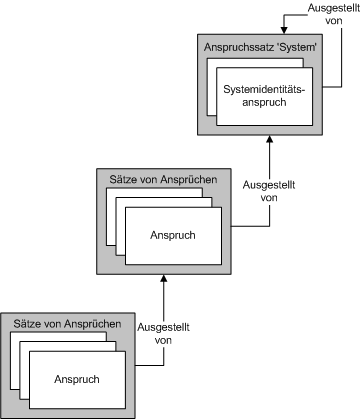 Ausgestellt
von
Anspruchssatz 'System'
Systemidentitäts-
anspruch
Sätze von Ansprüchen
Anspruch
Ausgestellt
von
Sätze von Ansprüchen
Anspruch
Ausgestellt
von